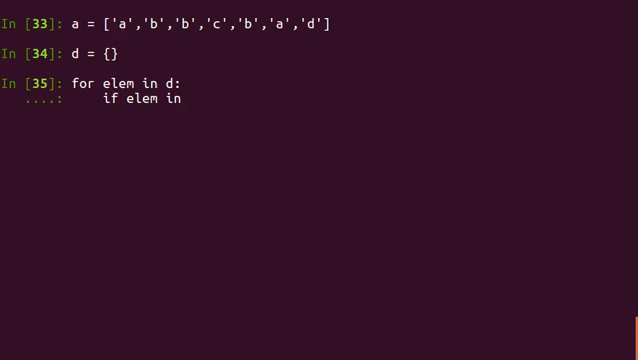 In [33]: a = ['a','b','b','c','b','a','d']
In [34]: d = {}
In [35]: for elem in d:
....: if elem in